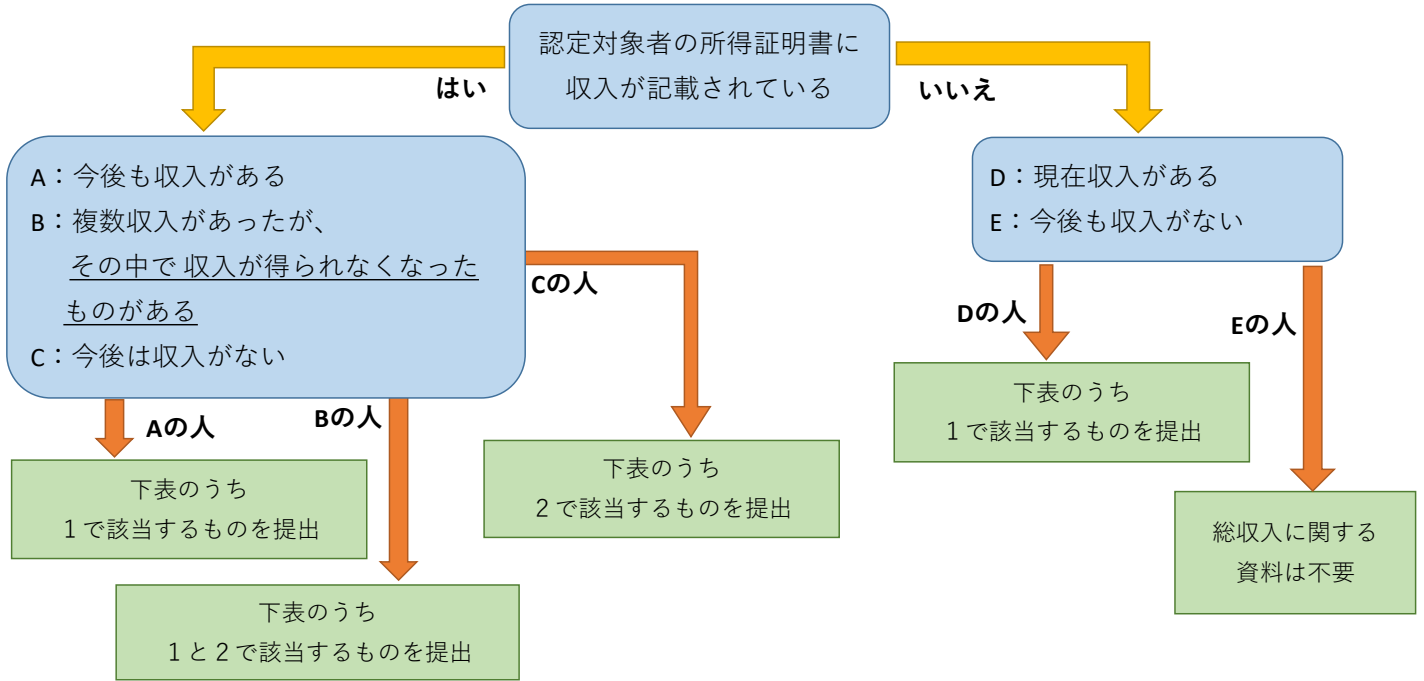 認定対象者の所得証明書に
収入が記載されている
はい
いいえ
A：今後も収入がある
B：複数収入があったが、
その中で 収入が得られなくなった
ものがある
C：今後は収入がない
D：現在収入がある
E：今後も収入がない
Aの人
Bの人
Cの人
Dの人
Eの人
下表のうち
１で該当するものを提出
下表のうち
１と２で該当するものを提出
下表のうち
２で該当するものを提出
下表のうち
１で該当するものを提出
総収入に関する
資料は不要